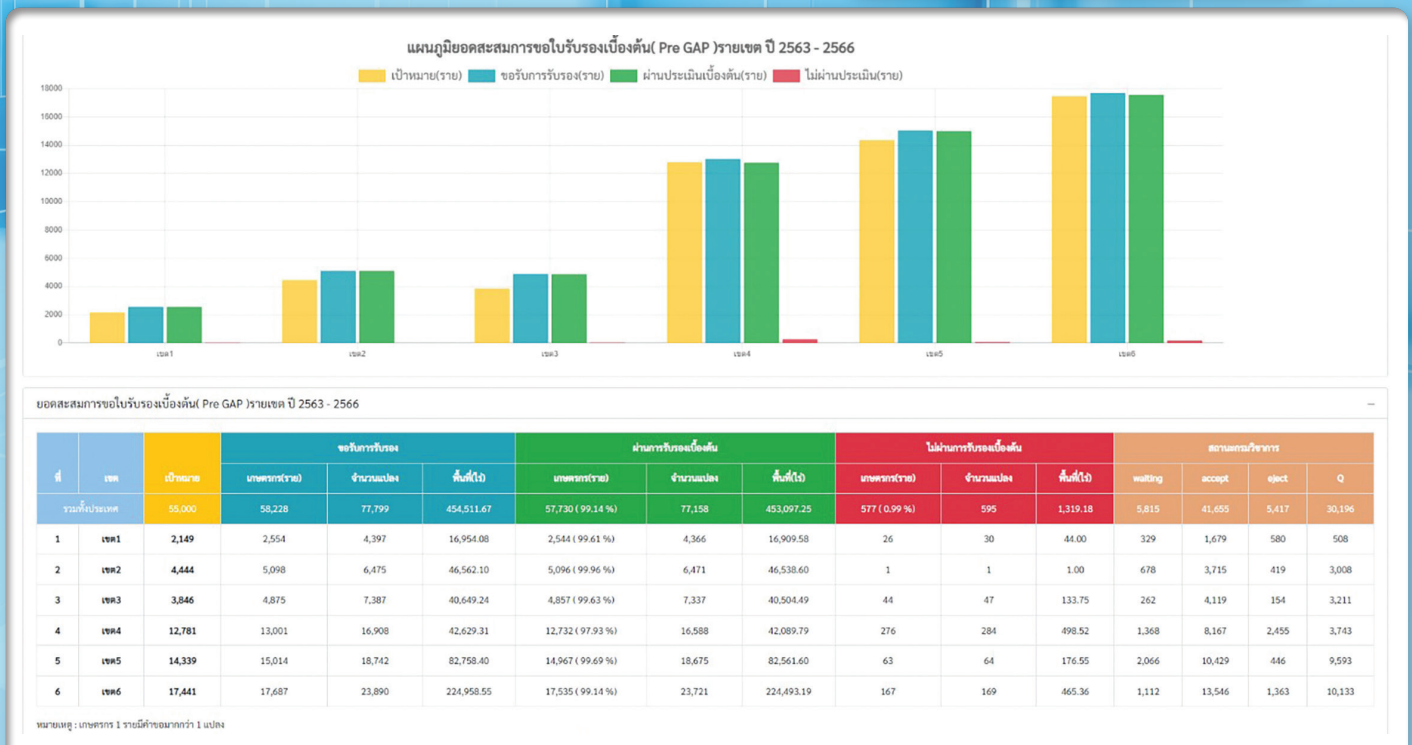 แผนภูมิยอดสะสมการขอใบรับรองเบื้องต้น( Pre GAP )รายเขต ปี 2563 - 2566
เป้าหมาย(ราย) ขอรับการรับรอง(ราย) ผ่านประเมินเบื้องต้น(ราย) ไม่ผ่านประเมิน(ราย)
18000
16000
14000
12000
10000
8000
6000
4000
2000
0
เขต1 เขต2 เขต3 เขต4 เขต5 เขต6
ยอดสะสมการขอใบรับรองเบื้องต้น( Pre GAP )รายเขต ปี 2563 - 2566
ที่ เขต เป้าหมาย ขอรับการรับรอง ผ่านการรับรองเบื้องต้น ไม่ผ่านการรับรองเบื้องต้น สถานะกรมวิชาการ
เกษตรกร(ราย) จำนวนแปลง พื้นที่(ไร่) เกษตรกร(ราย) จำนวนแปลง พื้นที่(ไร่) เกษตรกร(ราย) จำนวนแปลง พื้นที่(ไร่) waiting accept eject Q
รวมทั้งประเทศ 55,000 58,228 77,799 454,511.67 57,730 ( 99.14 %) 77,158 453,097.25 577 ( 0.99 %) 595 1,319.18 5,815 41,655 5,417 30,196
1 เขต1 2,149 2,554 4,397 16,954.08 2,544 ( 99.61 %) 4,366 16,909.58 26 30 44.00 329 1,679 580 508
2 เขต2 4,444 5,098 6,475 46,562.10 5,096 ( 99.96 %) 6,471 46,538.60 1 1 1.00 678 3,715 419 3,008
3 เขต3 3,846 4,875 7,387 40,649.24 4,857 ( 99.63 %) 7,337 40,504.49 44 47 133.75 262 4,119 154 3,211
4 เขต4 12,781 13,001 16,908 42,629.31 12,732 ( 97.93 %) 16,588 42,089.79 276 284 498.52 1,368 8,167 2,455 3,743
5 เขต5 14,339 15,014 18,742 82,758.40 14,967 ( 99.69 %) 18,675 82,561.60 63 64 176.55 2,066 10,429 446 9,593
6 เขต6 17,441 17,687 23,890 224,958.55 17,535 ( 99.14 %) 23,721 224,493.19 167 169 465.36 1,112 13,546 1,363 10,133
หมายเหตุ : เกษตรกร 1 รายมีคำขอมากกว่า 1 แปลง